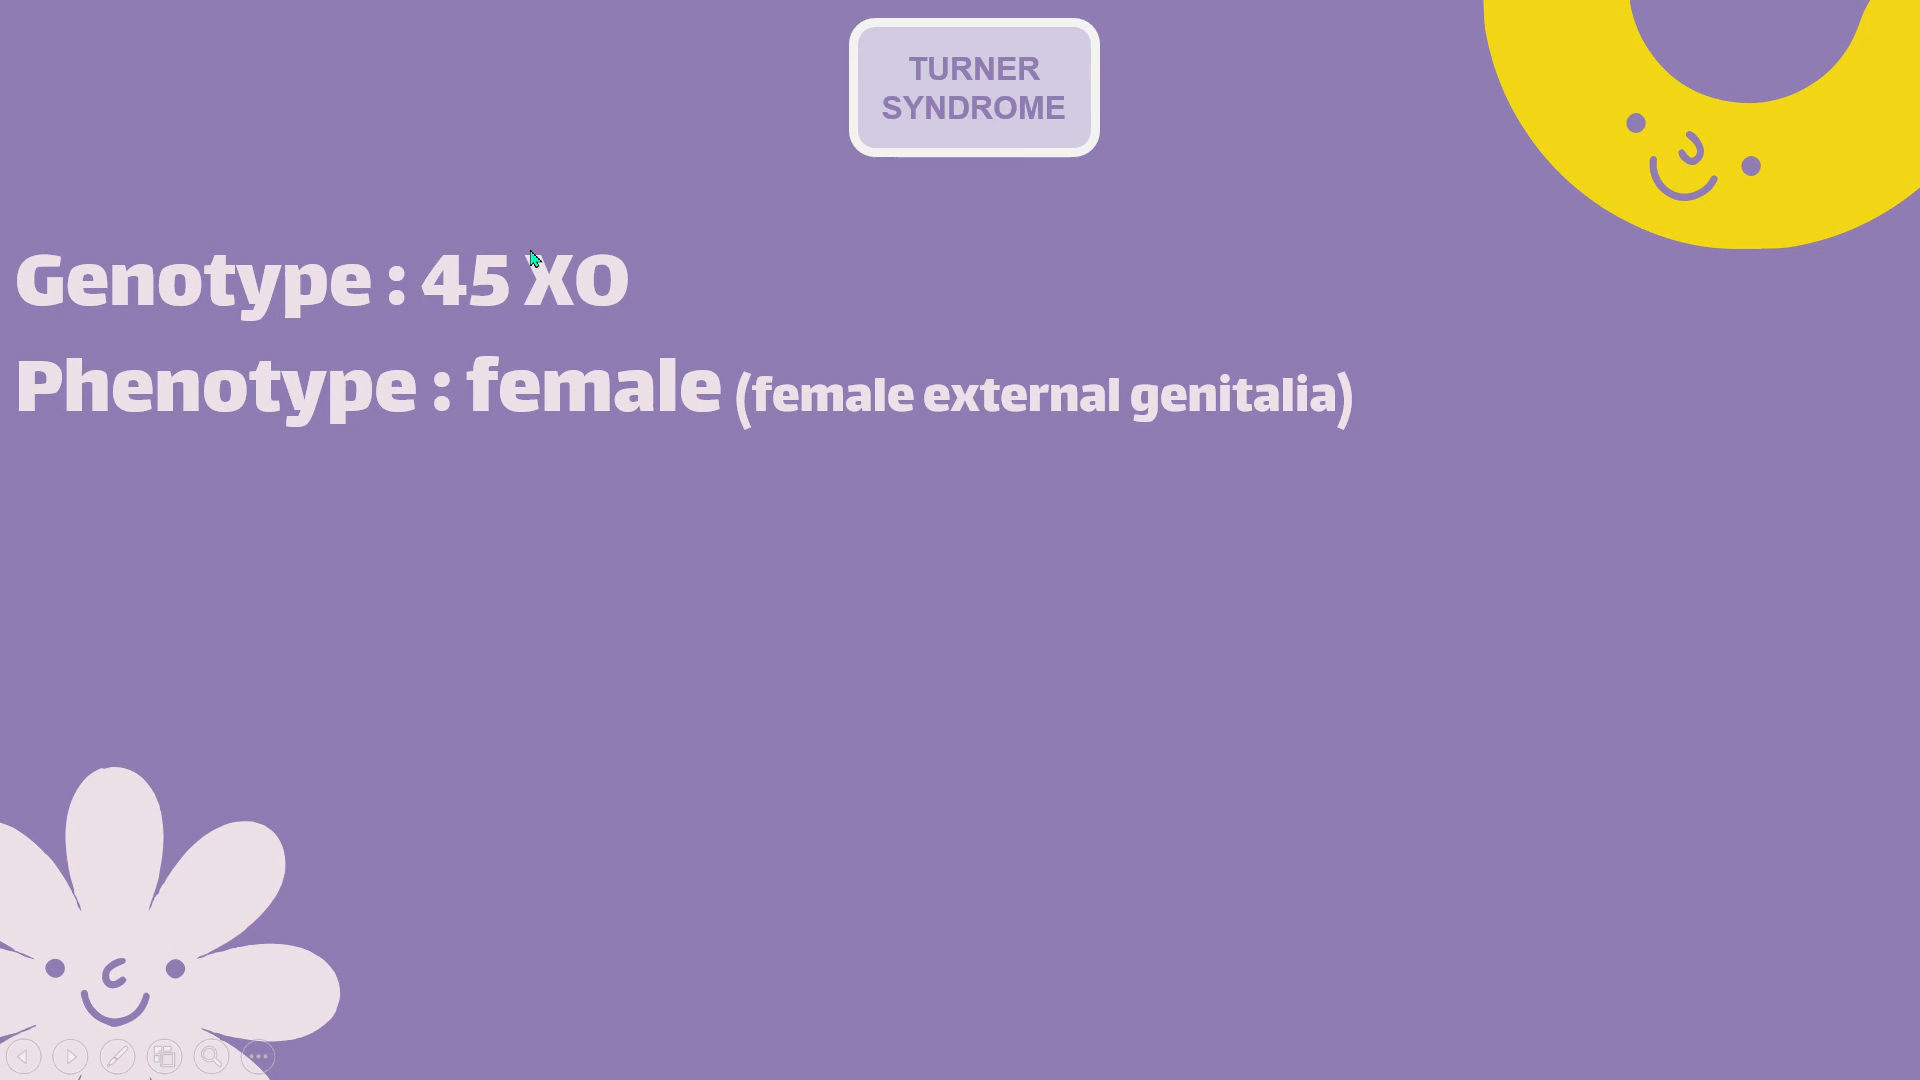 TURNER
SYNDROME
Genotype : 45 XO
Phenotype : female (female external genitalia)